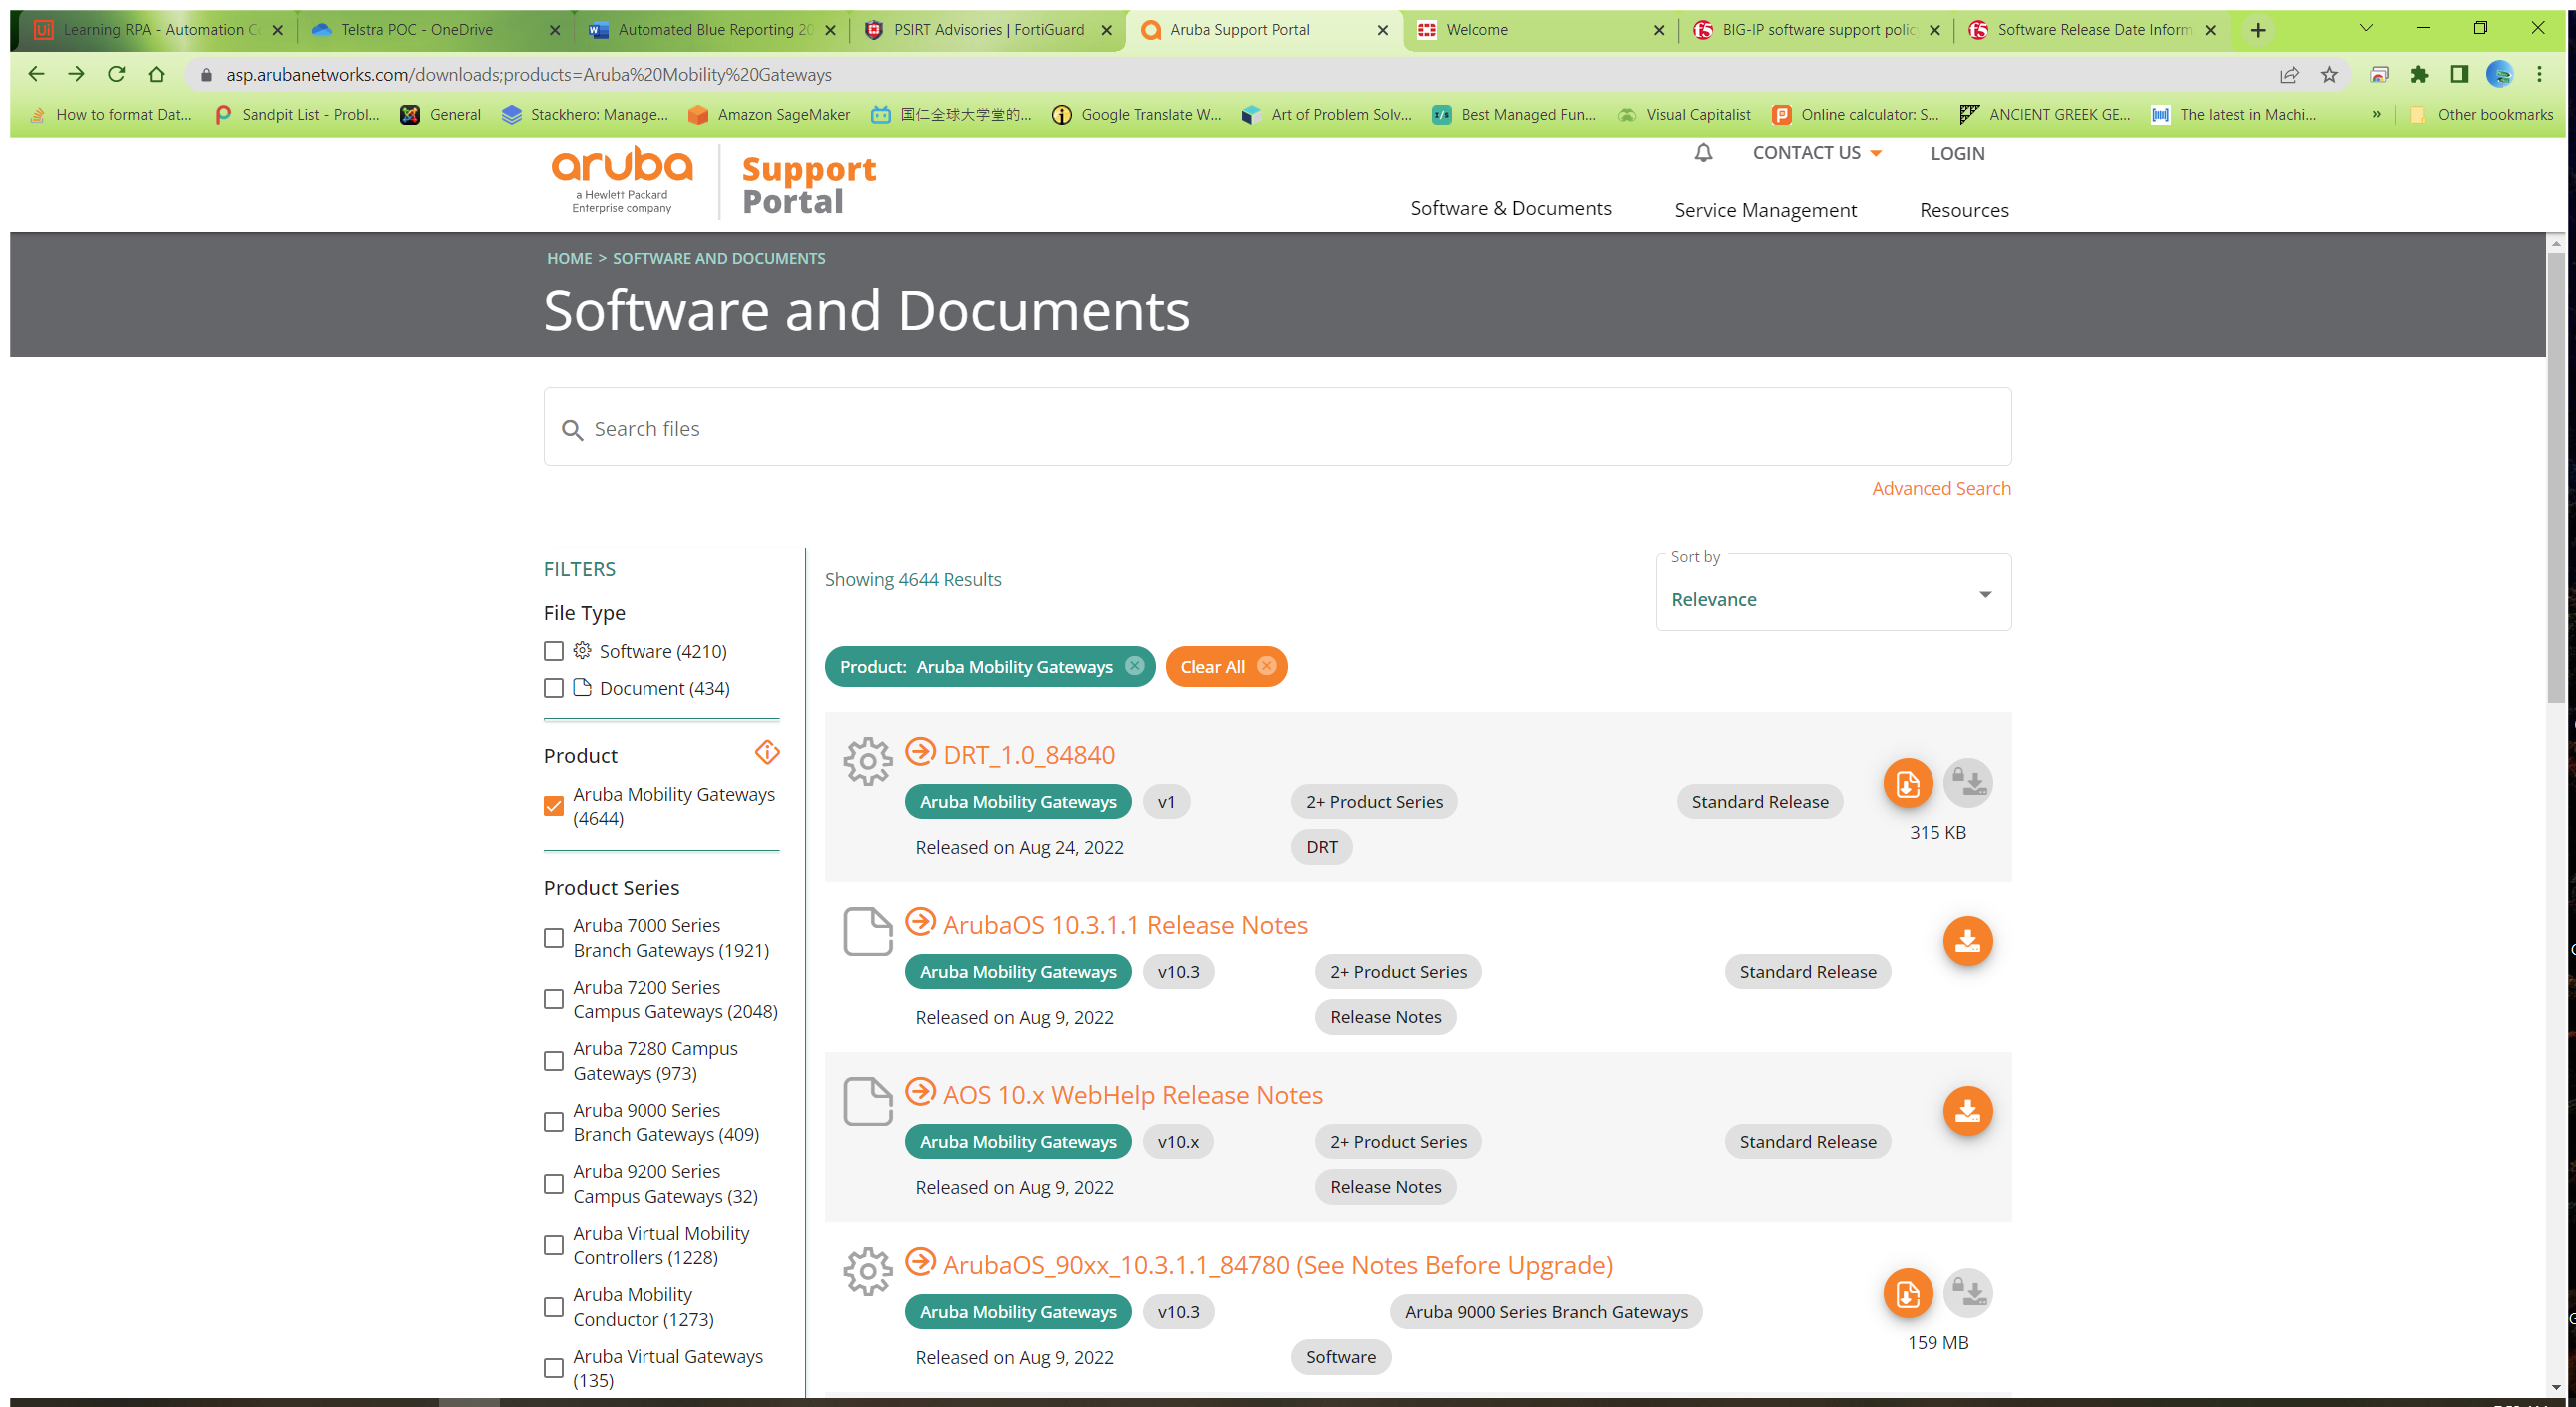 Learning RPA - Automation Co
Telstra POC - OneDrive
Automated Blue Reporting 20
PSIRT Advisories | FortiGuard
Aruba Support Portal
Welcome
BIG-IP software support polic
Software Release Date Inform
asp.arubanetworks.com/downloads;products=Aruba%20Mobility%20Gateways
How to format Dat...
Sandpit List - Probl...
General
Stackhero: Manage...
Amazon SageMaker
国仁全球大学堂的...
Google Translate W...
Art of Problem Solv...
Best Managed Fun...
Visual Capitalist
Online calculator: S...
ANCIENT GREEK GE...
The latest in Machi...
»
Other bookmarks
aruba
a Hewlett Packard
Enterprise company
Support
Portal
CONTACT US
LOGIN
Software & Documents
Service Management
Resources
HOME > SOFTWARE AND DOCUMENTS
Software and Documents
Search files
Advanced Search
FILTERS
File Type
Software (4210)
Document (434)
Product
Aruba Mobility Gateways
(4644)
Product Series
Aruba 7000 Series
Branch Gateways (1921)
Aruba 7200 Series
Campus Gateways (2048)
Aruba 7280 Campus
Gateways (973)
Aruba 9000 Series
Branch Gateways (409)
Aruba 9200 Series
Campus Gateways (32)
Aruba Virtual Mobility
Controllers (1228)
Aruba Mobility
Conductor (1273)
Aruba Virtual Gateways
(135)
Showing 4644 Results
Sort by
Relevance
Product: Aruba Mobility Gateways
Clear All
DRT_1.0_84840
Aruba Mobility Gateways
v1
2+ Product Series
Standard Release
Released on Aug 24, 2022
DRT
315 KB
ArubaOS 10.3.1.1 Release Notes
Aruba Mobility Gateways
v10.3
2+ Product Series
Standard Release
Released on Aug 9, 2022
Release Notes
AOS 10.x WebHelp Release Notes
Aruba Mobility Gateways
v10.x
2+ Product Series
Standard Release
Released on Aug 9, 2022
Release Notes
ArubaOS_90xx_10.3.1.1_84780 (See Notes Before Upgrade)
Aruba Mobility Gateways
v10.3
Aruba 9000 Series Branch Gateways
Released on Aug 9, 2022
Software
159 MB